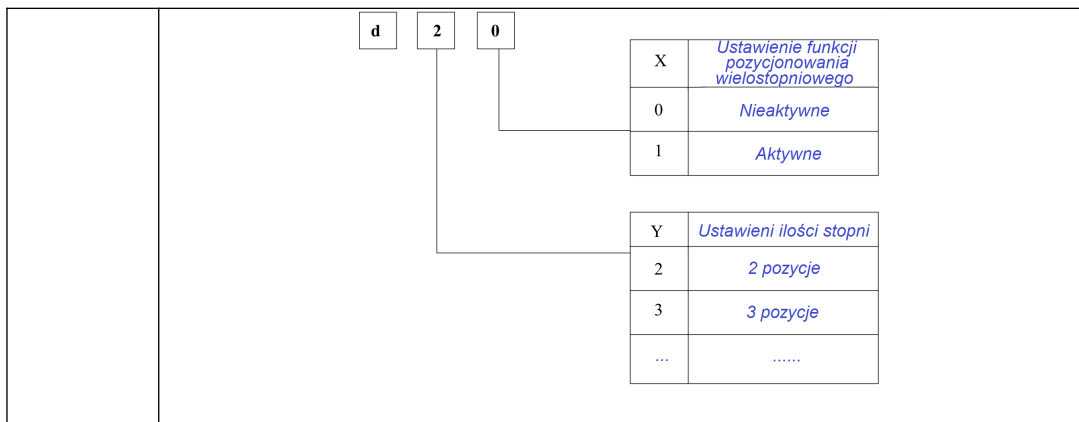 d 2 0
X Ustawienie funkcji
pozycjonowania
wielostopniowego
0 Nieaktywne
1 Aktywne
Y Ustawieni ilości stopni
2 2 pozycje
3 3 pozycje
... ......